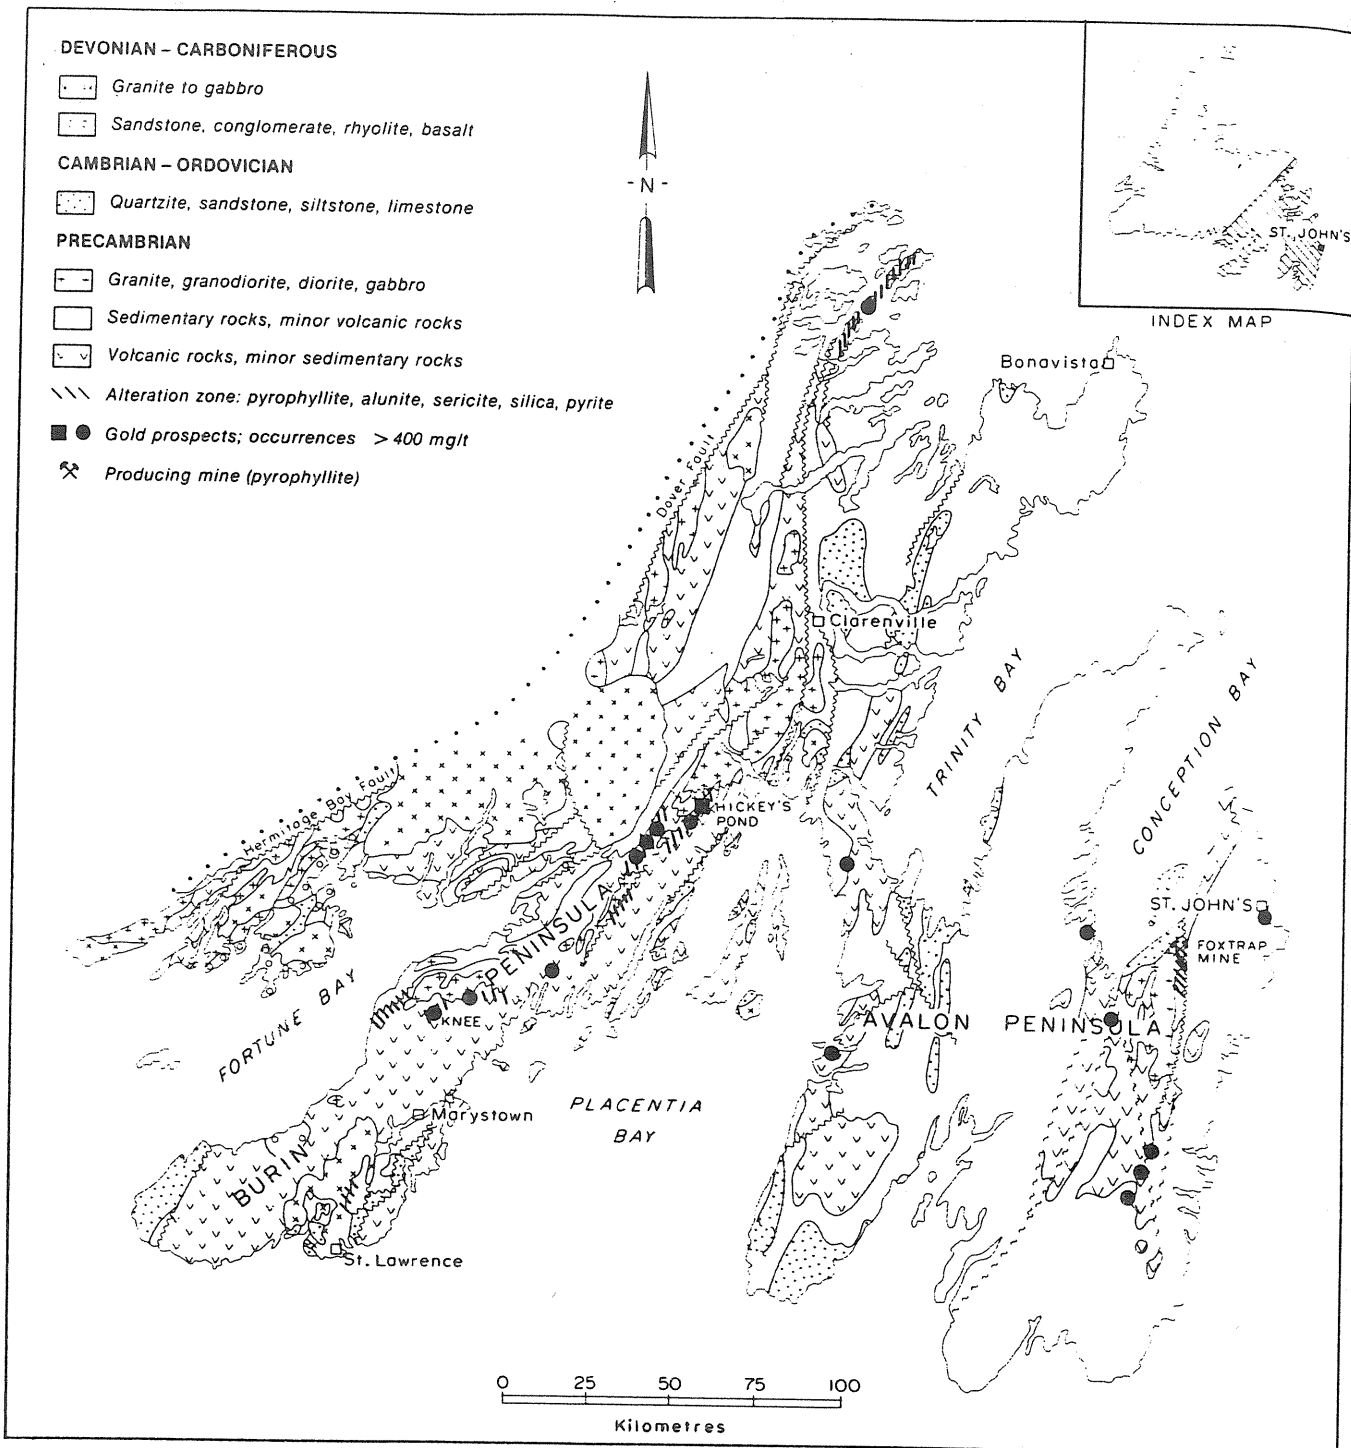 DEVONIAN – CARBONIFEROUS
Granite to gabbro
Sandstone, conglomerate, rhyolite, basalt
CAMBRIAN – ORDOVICIAN
Quartzite, sandstone, siltstone, limestone
PRECAMBRIAN
Granite, granodiorite, diorite, gabbro
Sedimentary rocks, minor volcanic rocks
Volcanic rocks, minor sedimentary rocks
Alteration zone: pyrophyllite, alunite, sericite, silica, pyrite
Gold prospects; occurrences > 400 mg/t
Producing mine (pyrophyllite)
- N -
ST. JOHN'S
INDEX MAP
Bonavista
Dover Fault
Clarenville
TRINITY BAY
CONCEPTION BAY
Hermitage Bay Fault
HICKEY'S
POND
ST. JOHN'S
FOXTRAP
MINE
BURIN PENINSULA
KNEE
FORTUNE BAY
AVALON PENINSULA
PLACENTIA
BAY
Marystown
St. Lawrence
0 25 50 75 100
Kilometres